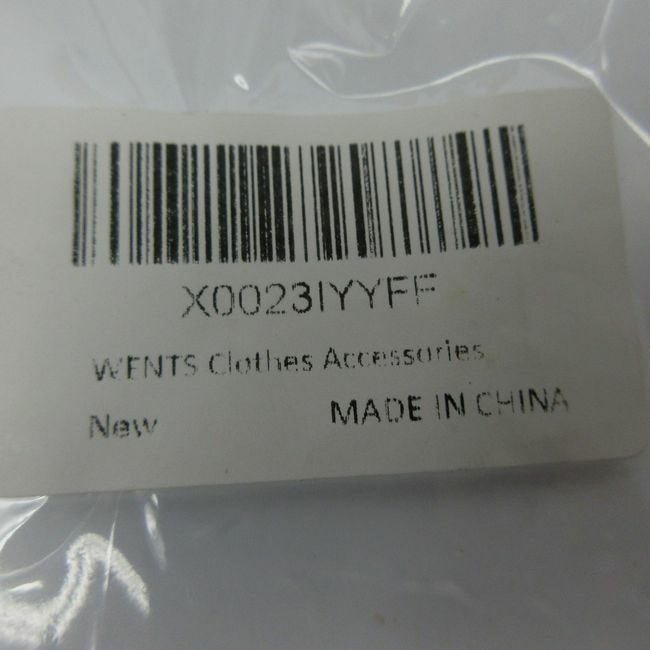 X0023IYYFF
WENTS Clothes Accessories
New MADE IN CHINA